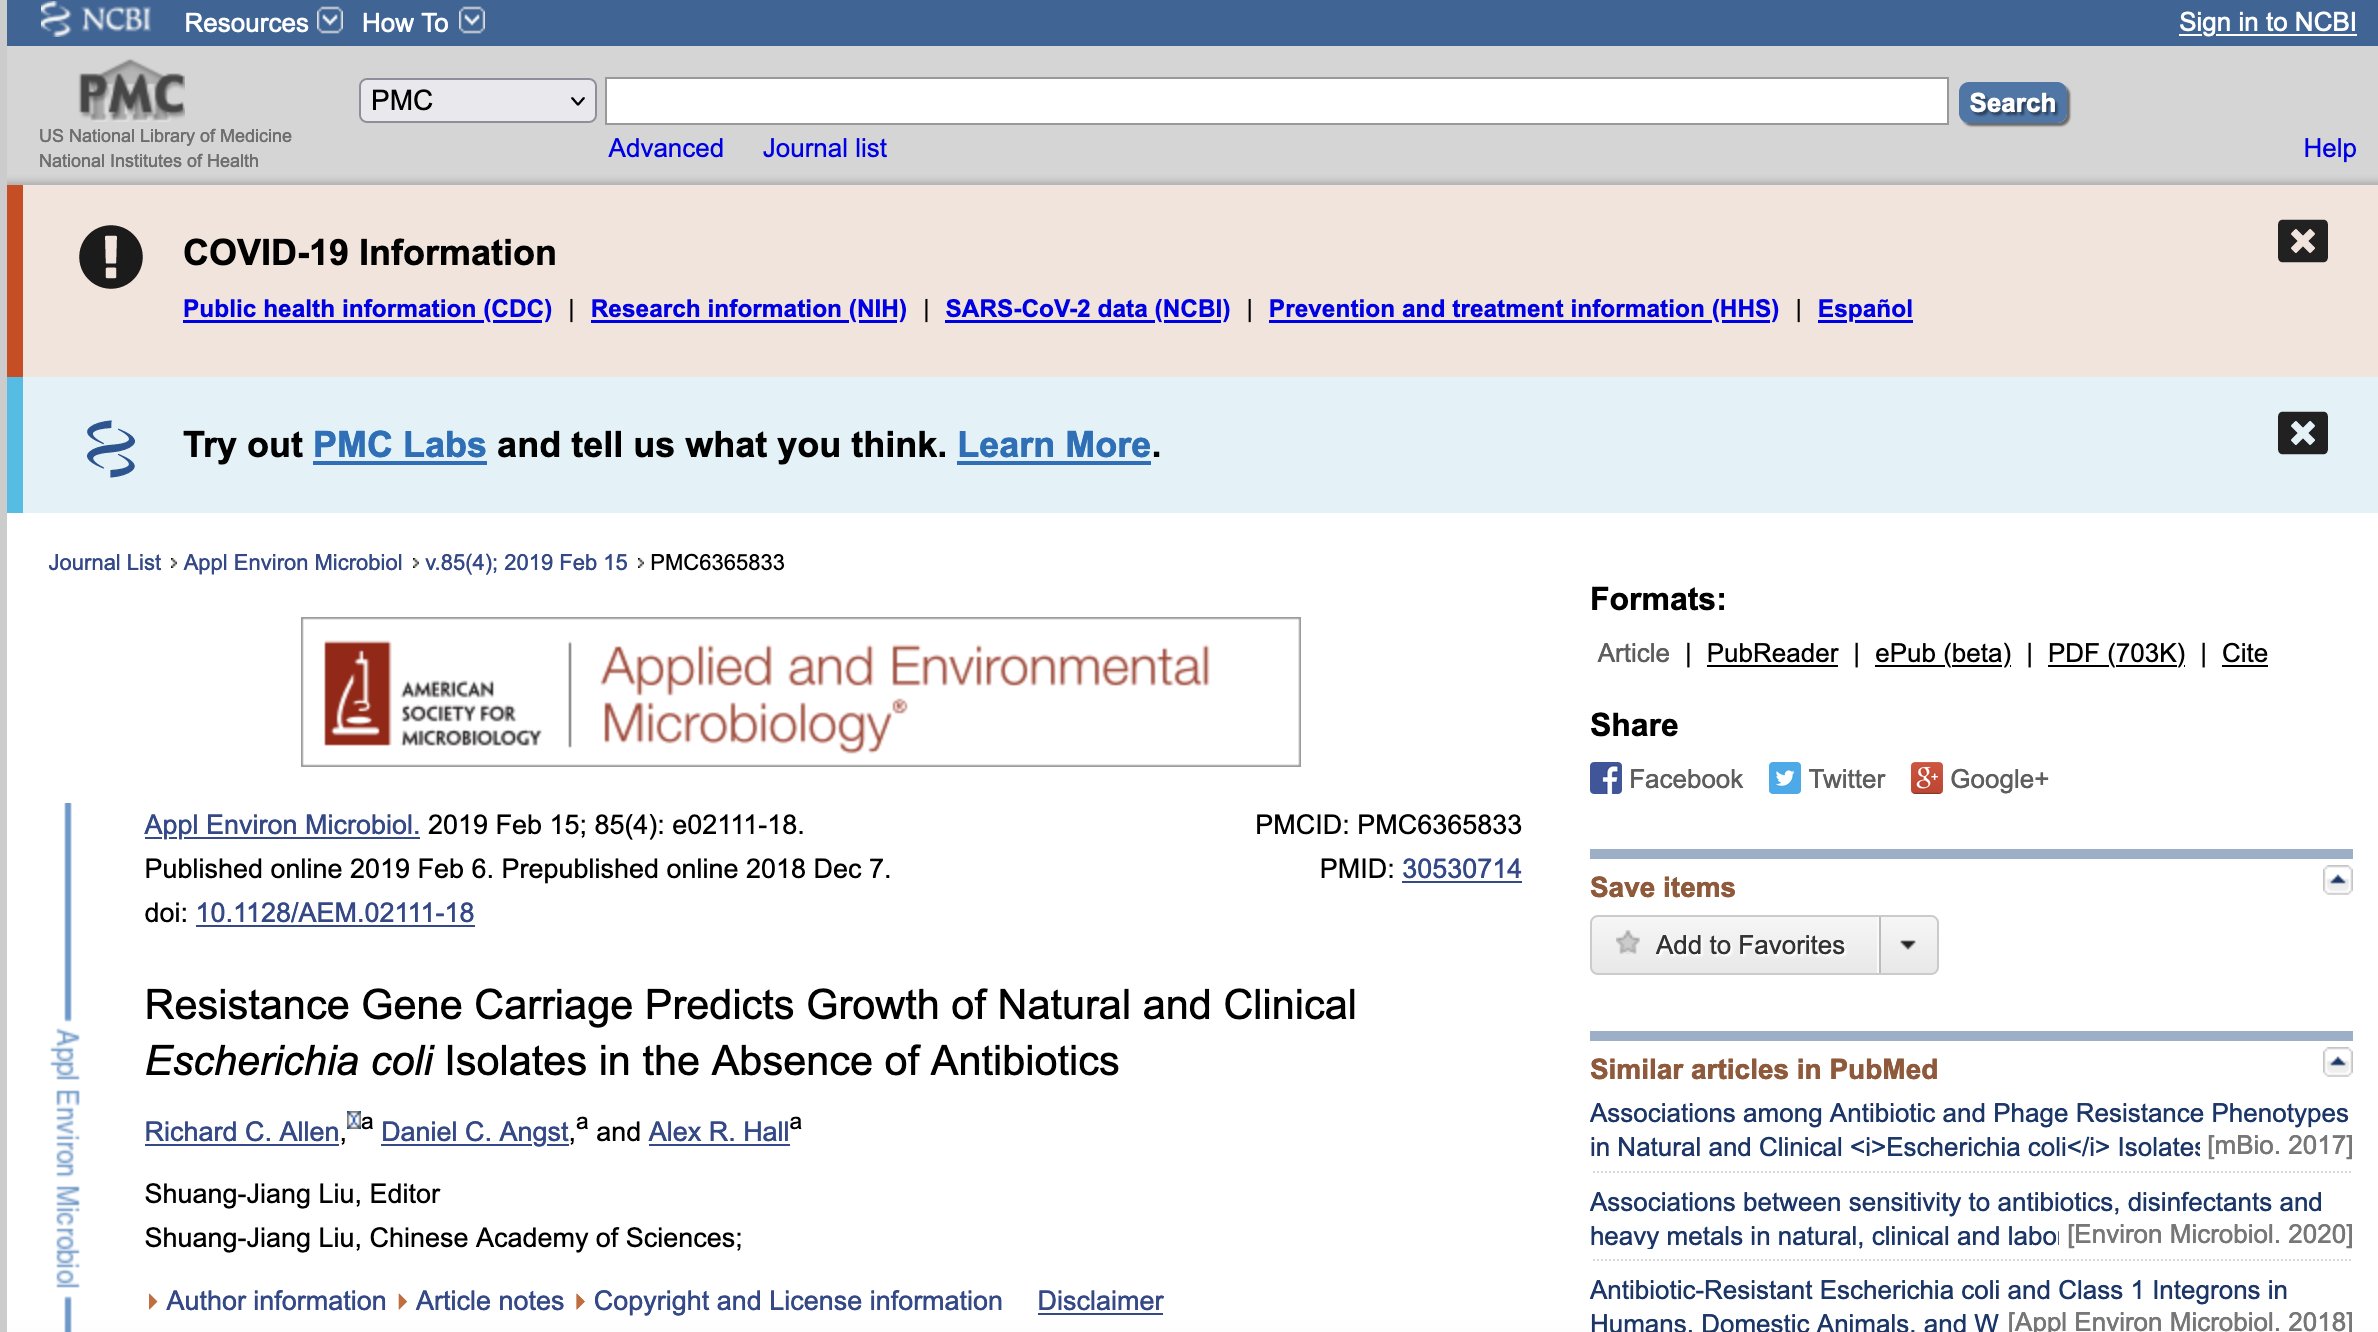 NCBI Resources How To Sign in to NCBI
PMC
US National Library of Medicine
National Institutes of Health
PMC
Search
Advanced Journal list
Help
COVID-19 Information
Public health information (CDC) | Research information (NIH) | SARS-CoV-2 data (NCBI) | Prevention and treatment information (HHS) | Español
Try out PMC Labs and tell us what you think. Learn More.
Journal List › Appl Environ Microbiol › v.85(4); 2019 Feb 15 › PMC6365833
AMERICAN
SOCIETY FOR
MICROBIOLOGY
Applied and Environmental
Microbiology®
Appl Environ Microbiol
Appl Environ Microbiol. 2019 Feb 15; 85(4): e02111-18.
Published online 2019 Feb 6. Prepublished online 2018 Dec 7.
doi: 10.1128/AEM.02111-18
PMCID: PMC6365833
PMID: 30530714
Resistance Gene Carriage Predicts Growth of Natural and Clinical
Escherichia coli Isolates in the Absence of Antibiotics
Richard C. Allen,a Daniel C. Angst,a and Alex R. Halla
Shuang-Jiang Liu, Editor
Shuang-Jiang Liu, Chinese Academy of Sciences;
Author information Article notes Copyright and License information Disclaimer
Formats:
Article | PubReader | ePub (beta) | PDF (703K) | Cite
Share
Facebook Twitter Google+
Save items
Add to Favorites
Similar articles in PubMed
Associations among Antibiotic and Phage Resistance Phenotypes
in Natural and Clinical <i>Escherichia coli</i> Isolates [mBio. 2017]
Associations between sensitivity to antibiotics, disinfectants and
heavy metals in natural, clinical and labo [Environ Microbiol. 2020]
Antibiotic-Resistant Escherichia coli and Class 1 Integrons in
Humans, Domestic Animals, and W [Appl Environ Microbiol. 2018]